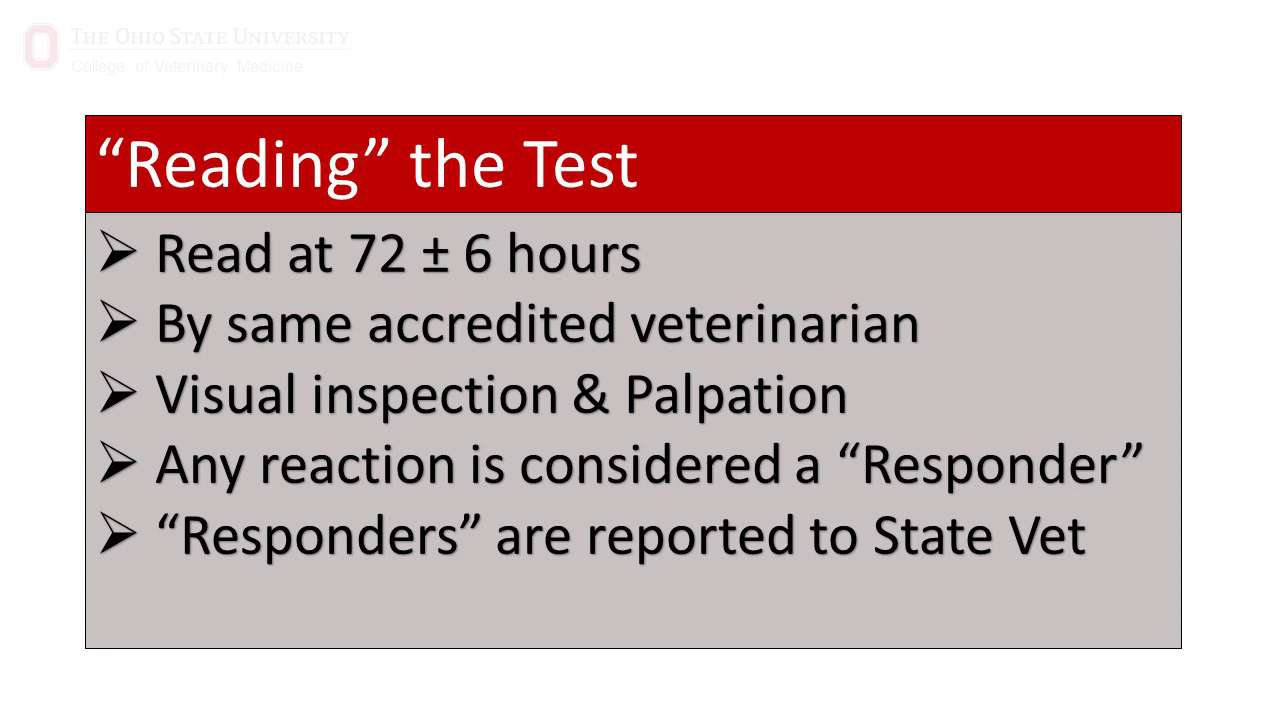 THE OHIO STATE UNIVERSITY
College of Veterinary Medicine
“Reading” the Test
➢ Read at 72 ± 6 hours
➢ By same accredited veterinarian
➢ Visual inspection & Palpation
➢ Any reaction is considered a “Responder”
➢ “Responders” are reported to State Vet